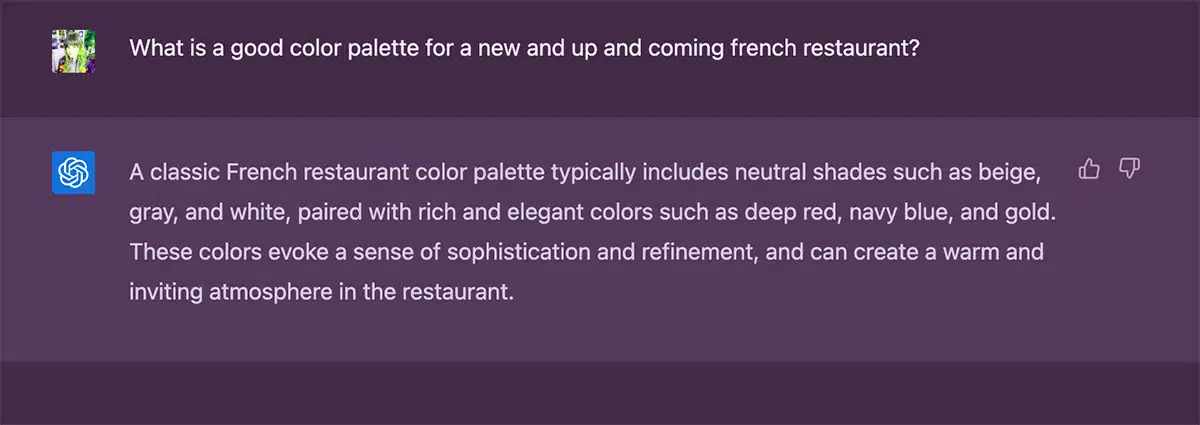 What is a good color palette for a new and up and coming french restaurant?
A classic French restaurant color palette typically includes neutral shades such as beige,
gray, and white, paired with rich and elegant colors such as deep red, navy blue, and gold.
These colors evoke a sense of sophistication and refinement, and can create a warm and
inviting atmosphere in the restaurant.